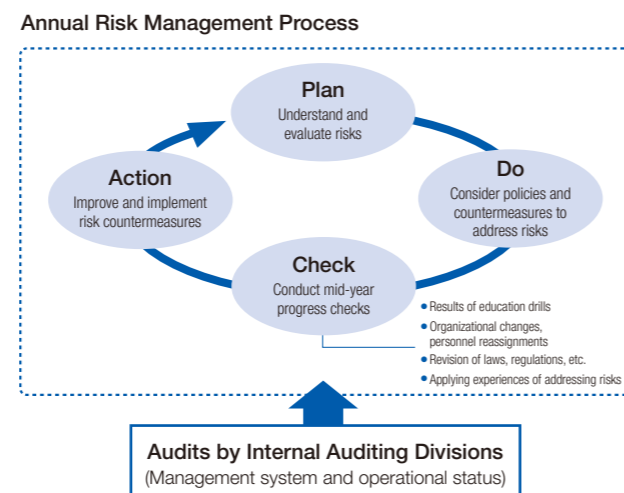 Annual Risk Management Process
Plan
Understand and
evaluate risks
Do
Consider policies and
countermeasures to
address risks
Action
Improve and implement
risk countermeasures
Check
Conduct mid-year
progress checks
• Results of education drills
• Organizational changes,
personnel reassignments
• Revision of laws, regulations, etc.
• Applying experiences of addressing risks
Audits by Internal Auditing Divisions
(Management system and operational status)